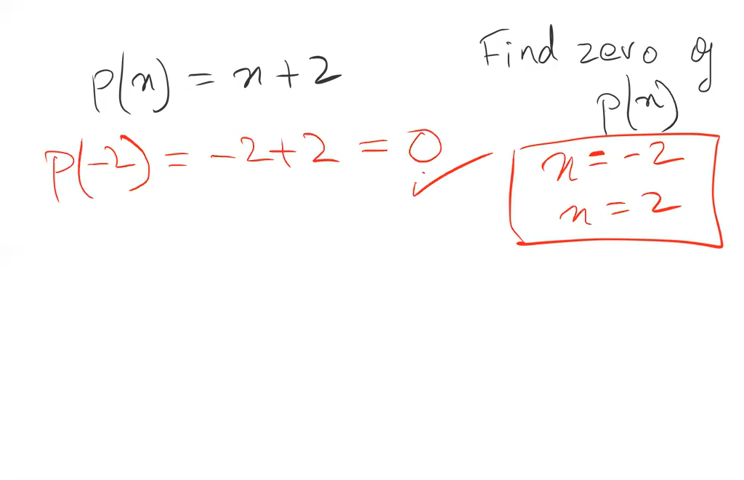 p(x) = x + 2
Find zero of
p(x)
p(-2) = -2 + 2 = 0 ✓
x = -2
x = 2